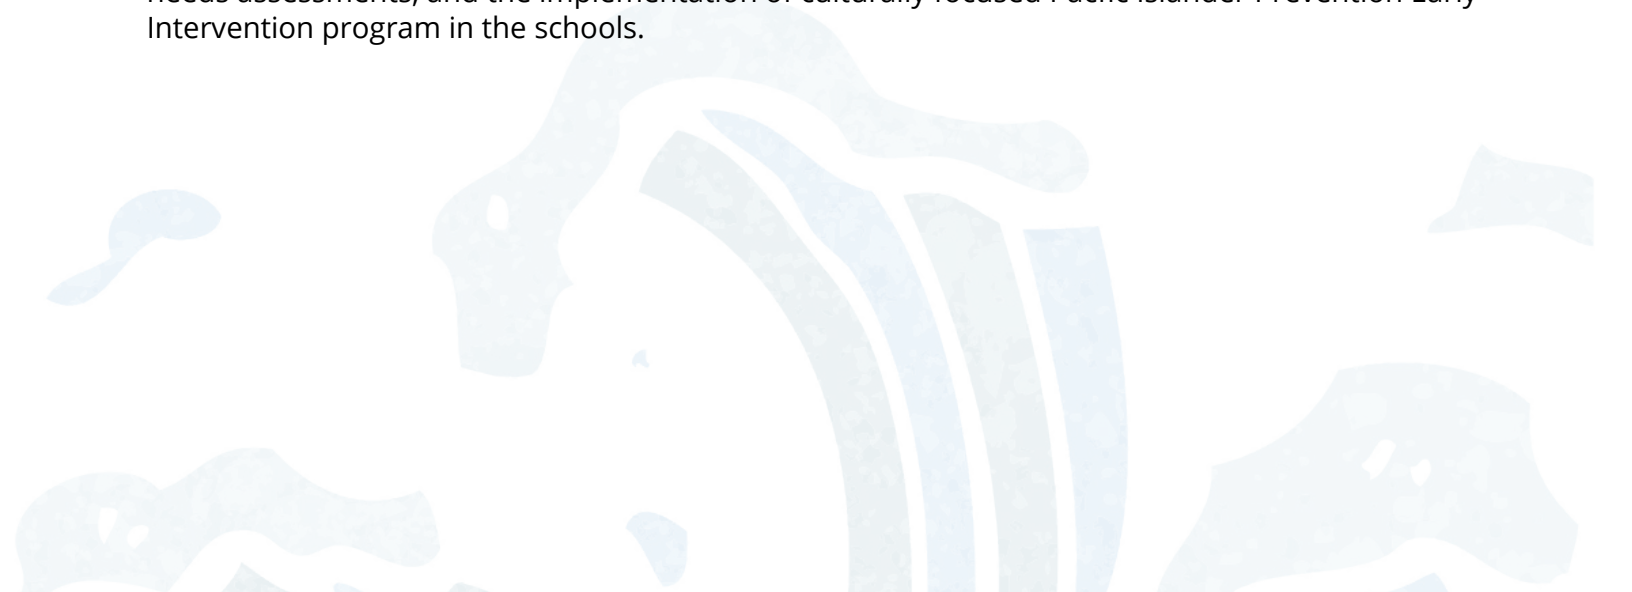 needs assessments, and the implementation of culturally focused Pacific Islander Prevention Early
Intervention program in the schools.